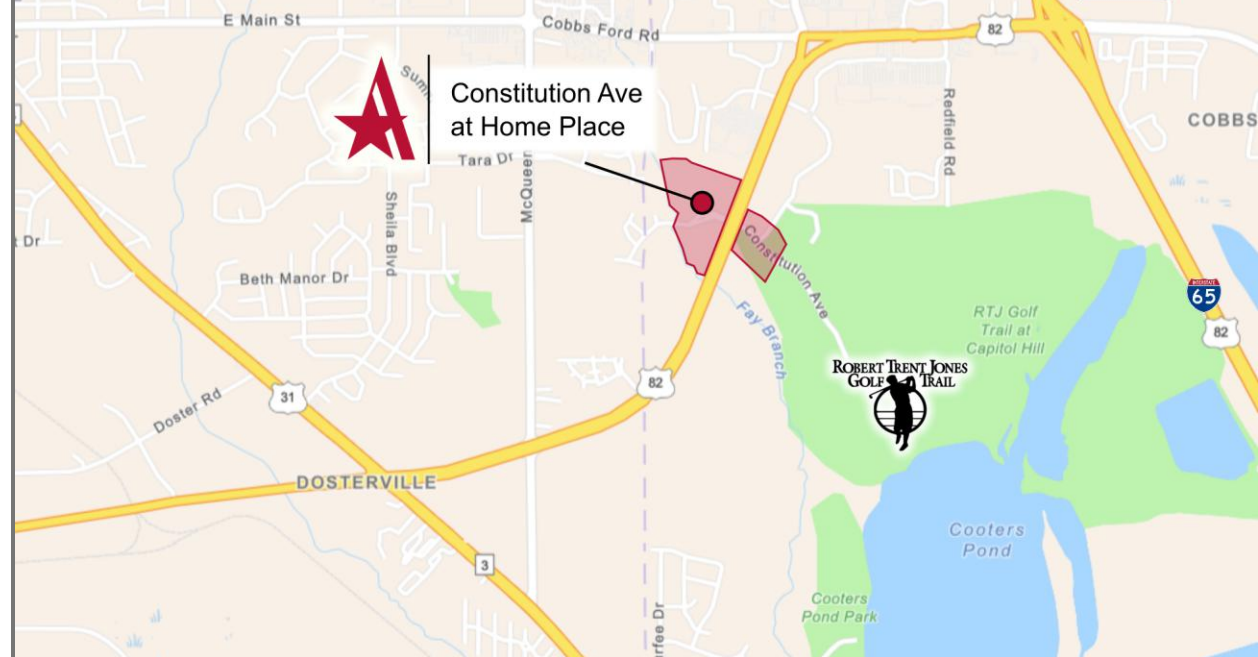 E Main St
Cobbs Ford Rd
82
Constitution Ave
at Home Place
Redfield Rd
COBBS
Tara Dr
McQueen
Sheila Blvd
Dr
Beth Manor Dr
Constitution Ave
Fay Branch
RTJ Golf
Trail at
Capitol Hill
INTERSTATE
65
82
ROBERT TRENT JONES
GOLF TRAIL
82
31
Doster Rd
DOSTERVILLE
3
Cooters
Pond
Cooters
Pond Park